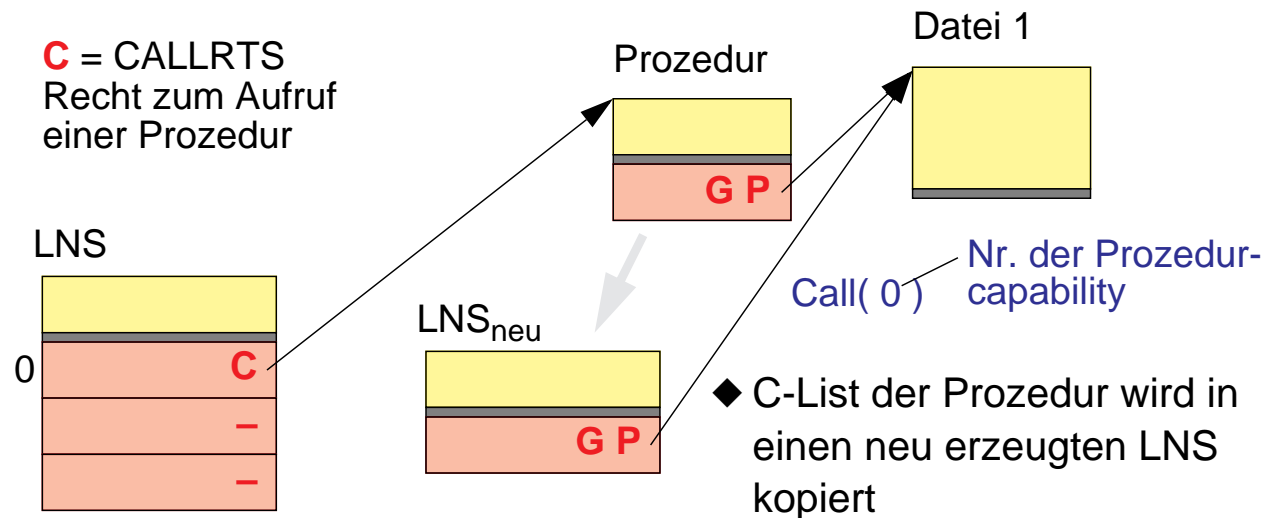 C = CALLRTS
Recht zum Aufruf
einer Prozedur
Prozedur
Datei 1
G P
LNS
0
C
–
–
LNSneu
G P
Call( 0 )
Nr. der Prozedur-
capability
◆ C-List der Prozedur wird in
einen neu erzeugten LNS
kopiert